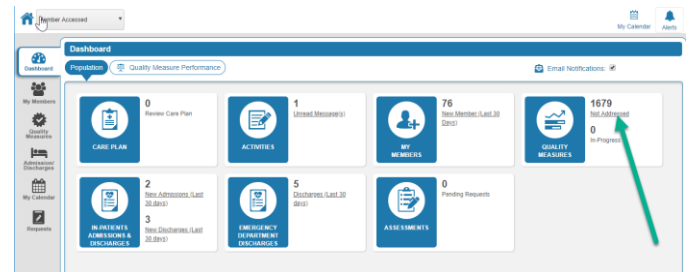 Member Accessed
My Calendar
Alerts
Dashboard
Dashboard
My Members
Quality
Measures
Admission/
Discharges
My Calendar
Requests
Population
Quality Measure Performance
Email Notifications:
CARE PLAN
0
Review Care Plan
ACTIVITIES
1
Unread Message(s)
MY
MEMBERS
76
New Member (Last 30
Days)
QUALITY
MEASURES
1679
Not Addressed
0
In-Progress
IN-PATIENTS
ADMISSIONS &
DISCHARGES
2
New Admissions (Last
30 days)
3
New Discharges (Last
30 days)
EMERGENCY
DEPARTMENT
DISCHARGES
5
Discharges (Last 30
days)
ASSESSMENTS
0
Pending Requests